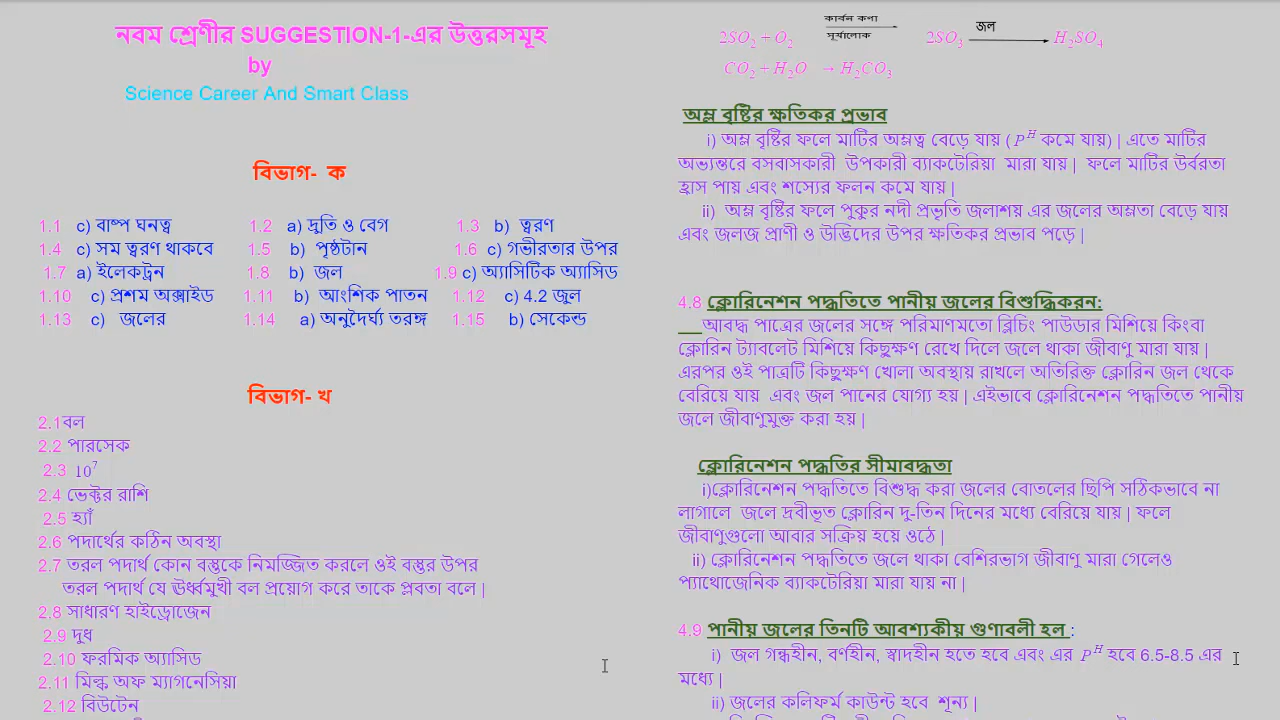 নবম শ্রেণীর SUGGESTION-1-এর উত্তরসমূহ
by
Science Career And Smart Class
বিভাগ- ক
1.1 c) বাষ্প ঘনত্ব 1.2 a) দ্রুতি ও বেগ 1.3 b) ত্বরণ
1.4 c) সম ত্বরণ থাকবে 1.5 b) পৃষ্ঠটান 1.6 c) গভীরতার উপর
1.7 a) ইলেকট্রন 1.8 b) জল 1.9 c) অ্যাসিটিক অ্যাসিড
1.10 c) প্রশম অক্সাইড 1.11 b) আংশিক পাতন 1.12 c) 4.2 জুল
1.13 c) জলের 1.14 a) অনুদৈর্ঘ্য তরঙ্গ 1.15 b) সেকেন্ড
বিভাগ- খ
2.1বল
2.2 পারসেক
2.3 10⁷
2.4 ভেক্টর রাশি
2.5 হ্যাঁ
2.6 পদার্থের কঠিন অবস্থা
2.7 তরল পদার্থ কোন বস্তুকে নিমজ্জিত করলে ওই বস্তুর উপর
তরল পদার্থ যে ঊর্ধ্বমুখী বল প্রয়োগ করে তাকে প্লবতা বলে |
2.8 সাধারণ হাইড্রোজেন
2.9 দুধ
2.10 ফরমিক অ্যাসিড
2.11 মিল্ক অফ ম্যাগনেসিয়া
2.12 বিউটেন
কার্বন কণা
সূর্যালোক
জল
2SO₂ + O₂ → 2SO₃ → H₂SO₄
CO₂ + H₂O → H₂CO₃
অম্ল বৃষ্টির ক্ষতিকর প্রভাব
i) অম্ল বৃষ্টির ফলে মাটির অম্লত্ব বেড়ে যায় ( Pᴴ কমে যায়) | এতে মাটির
অভ্যন্তরে বসবাসকারী উপকারী ব্যাকটেরিয়া মারা যায় | ফলে মাটির উর্বরতা
হ্রাস পায় এবং শস্যের ফলন কমে যায় |
ii) অম্ল বৃষ্টির ফলে পুকুর নদী প্রভৃতি জলাশয় এর জলের অম্লতা বেড়ে যায়
এবং জলজ প্রাণী ও উদ্ভিদের উপর ক্ষতিকর প্রভাব পড়ে |
4.8 ক্লোরিনেশন পদ্ধতিতে পানীয় জলের বিশুদ্ধিকরন:
আবদ্ধ পাত্রের জলের সঙ্গে পরিমাণমতো ব্লিচিং পাউডার মিশিয়ে কিংবা
ক্লোরিন ট্যাবলেট মিশিয়ে কিছুক্ষণ রেখে দিলে জলে থাকা জীবাণু মারা যায় |
এরপর ওই পাত্রটি কিছুক্ষণ খোলা অবস্থায় রাখলে অতিরিক্ত ক্লোরিন জল থেকে
বেরিয়ে যায় এবং জল পানের যোগ্য হয় | এইভাবে ক্লোরিনেশন পদ্ধতিতে পানীয়
জলে জীবাণুমুক্ত করা হয় |
ক্লোরিনেশন পদ্ধতির সীমাবদ্ধতা
i)ক্লোরিনেশন পদ্ধতিতে বিশুদ্ধ করা জলের বোতলের ছিপি সঠিকভাবে না
লাগালে জলে দ্রবীভূত ক্লোরিন দু-তিন দিনের মধ্যে বেরিয়ে যায় | ফলে
জীবাণুগুলো আবার সক্রিয় হয়ে ওঠে |
ii) ক্লোরিনেশন পদ্ধতিতে জলে থাকা বেশিরভাগ জীবাণু মারা গেলেও
প্যাথোজেনিক ব্যাকটেরিয়া মারা যায় না |
4.9 পানীয় জলের তিনটি আবশ্যকীয় গুণাবলী হল :
i) জল গন্ধহীন, বর্ণহীন, স্বাদহীন হতে হবে এবং এর Pᴴ হবে 6.5-8.5 এর
মধ্যে |
ii) জলের কলিফর্ম কাউন্ট হবে শূন্য |